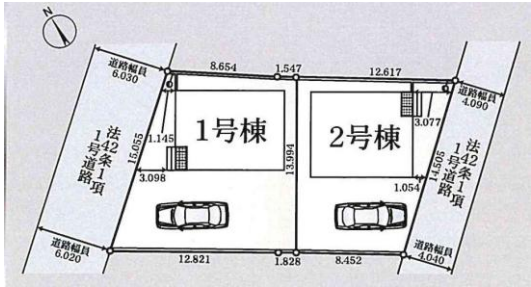 N
道路幅員
6.030
8.654
1.547
12.617
道路幅員
4.090
法42条1項
1号道路
15.055
1.145
3.098
1号棟
13.994
2号棟
3.077
1.054
14.505
法42条1項
1号道路
道路幅員
6.020
12.821
1.828
8.452
道路幅員
4.040